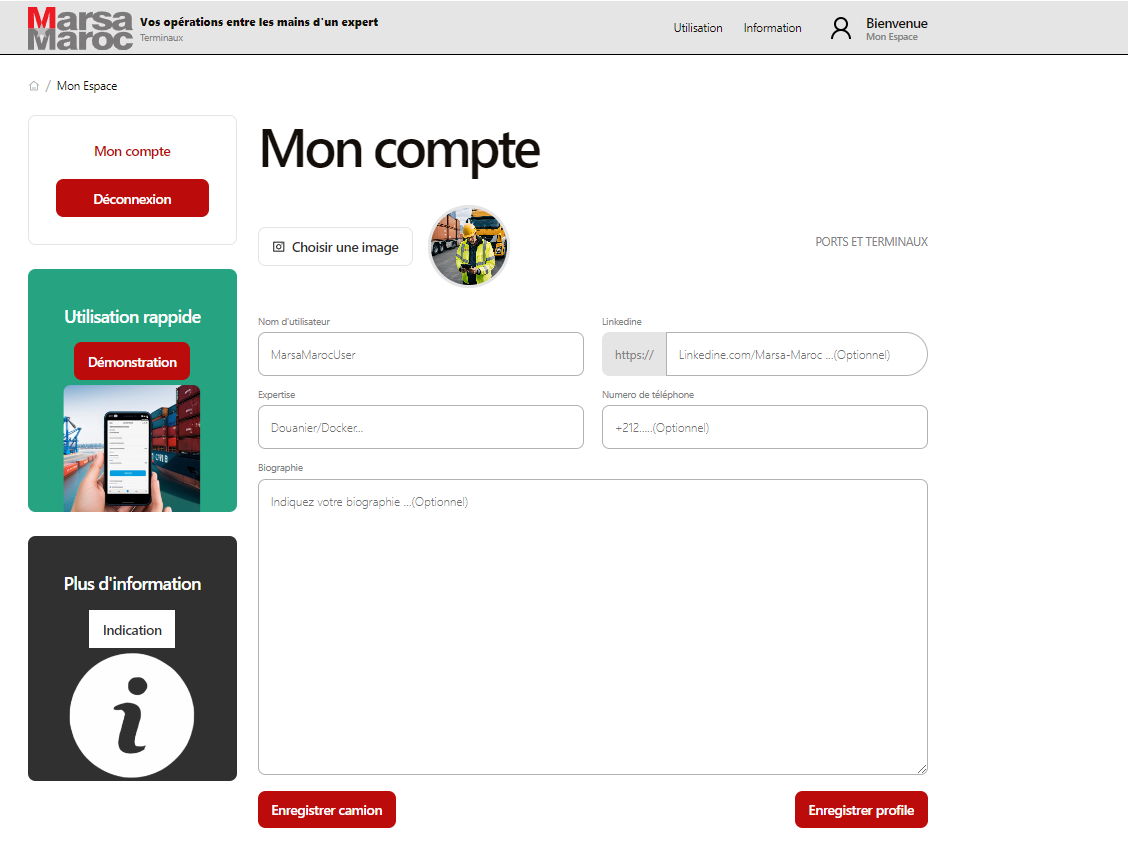 Marsa
Maroc
Vos opérations entre les mains d'un expert
Terminaux
Utilisation
Information
Bienvenue
Mon Espace
/ Mon Espace
Mon compte
Déconnexion
Utilisation rappide
Démonstration
Plus d'information
Indication
i
Mon compte
Choisir une image
PORTS ET TERMINAUX
Nom d'utilisateur
MarsaMarocUser
Linkedine
https://
Linkedine.com/Marsa-Maroc ...(Optionnel)
Expertise
Douanier/Docker...
Numero de téléphone
+212.....(Optionnel)
Biographie
Indiquez votre biographie ...(Optionnel)
Enregistrer camion
Enregistrer profile